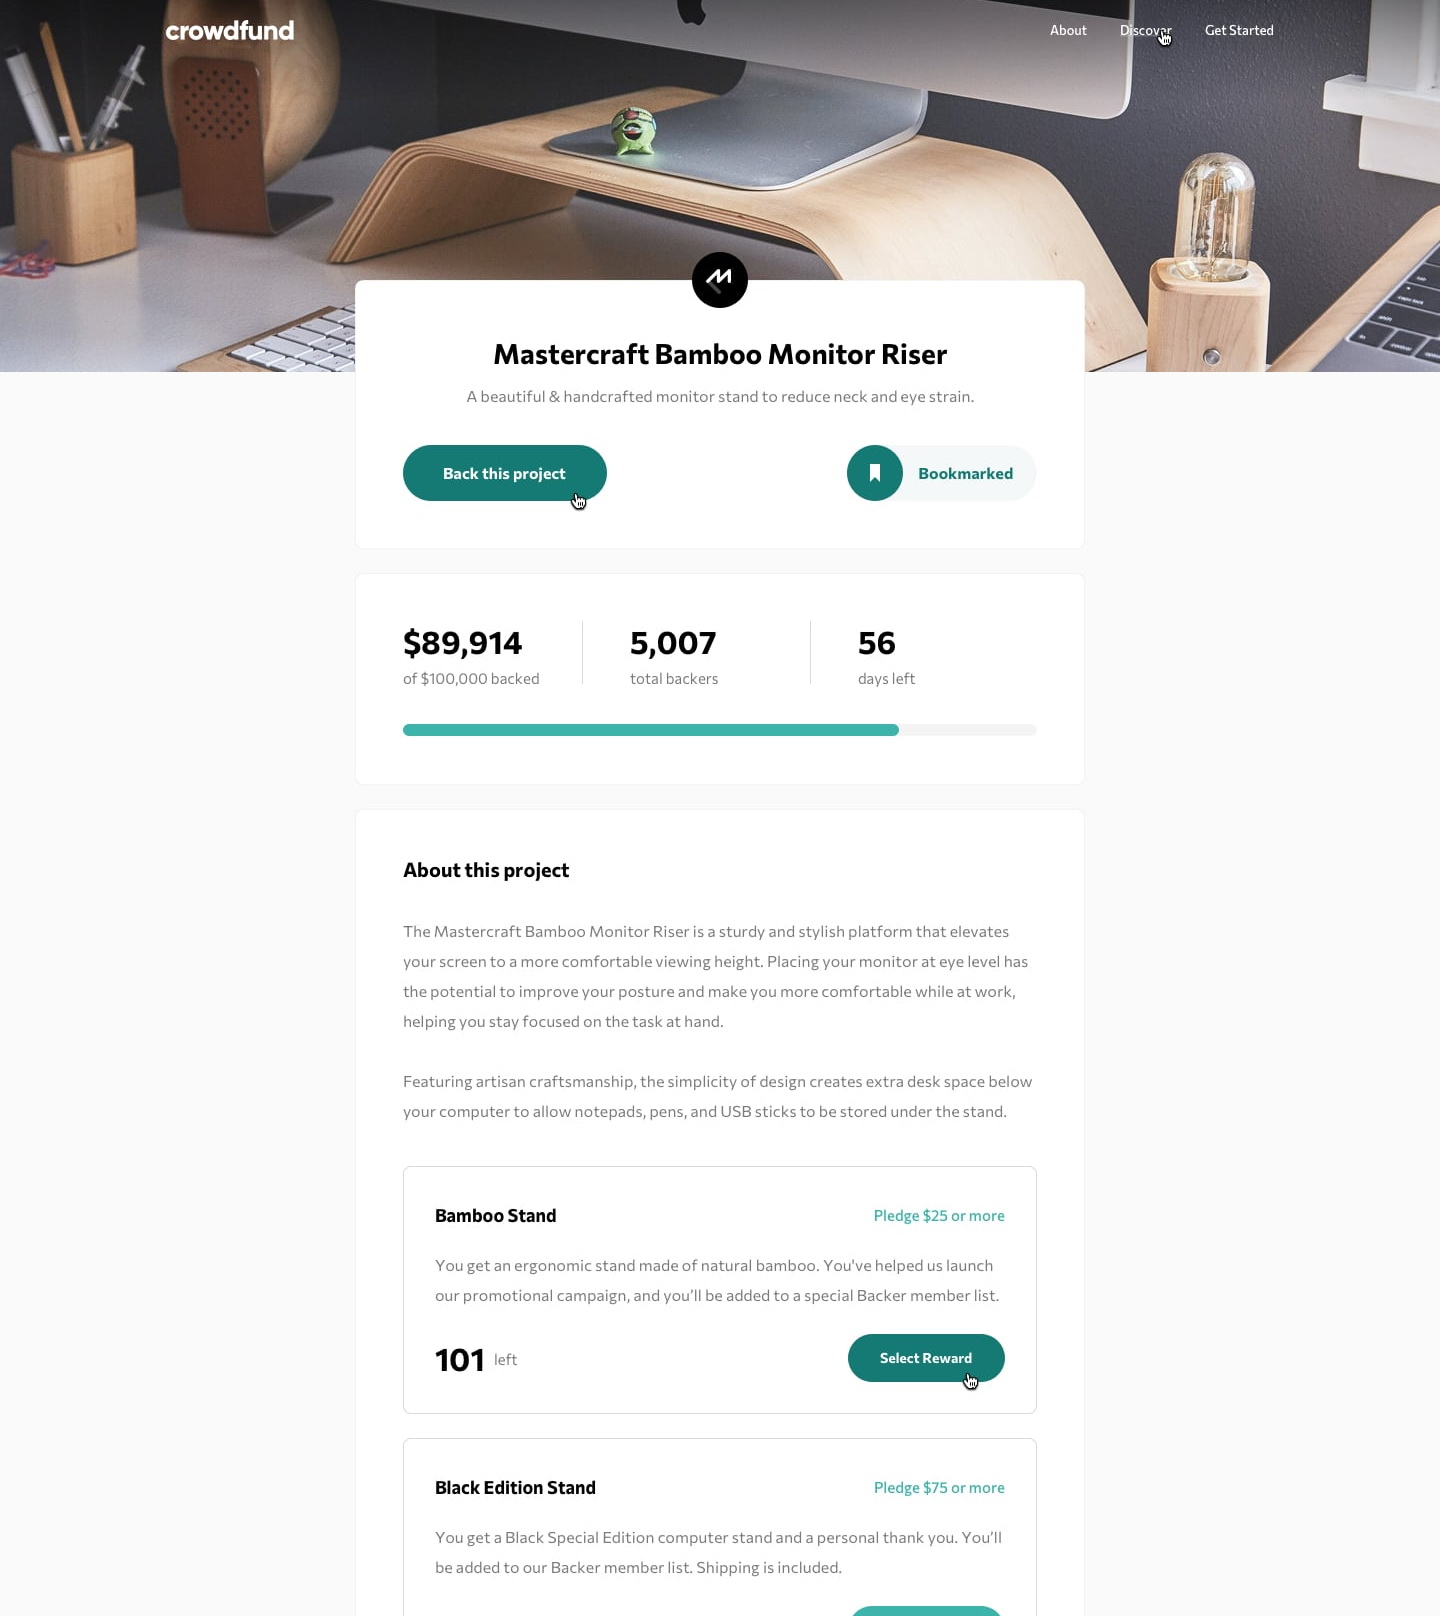 crowdfund
About
Discover
Get Started
Mastercraft Bamboo Monitor Riser
A beautiful & handcrafted monitor stand to reduce neck and eye strain.
Back this project
Bookmarked
$89,914
of $100,000 backed
5,007
total backers
56
days left
About this project
The Mastercraft Bamboo Monitor Riser is a sturdy and stylish platform that elevates
your screen to a more comfortable viewing height. Placing your monitor at eye level has
the potential to improve your posture and make you more comfortable while at work,
helping you stay focused on the task at hand.
Featuring artisan craftsmanship, the simplicity of design creates extra desk space below
your computer to allow notepads, pens, and USB sticks to be stored under the stand.
Bamboo Stand
Pledge $25 or more
You get an ergonomic stand made of natural bamboo. You've helped us launch
our promotional campaign, and you’ll be added to a special Backer member list.
101 left
Select Reward
Black Edition Stand
Pledge $75 or more
You get a Black Special Edition computer stand and a personal thank you. You’ll
be added to our Backer member list. Shipping is included.